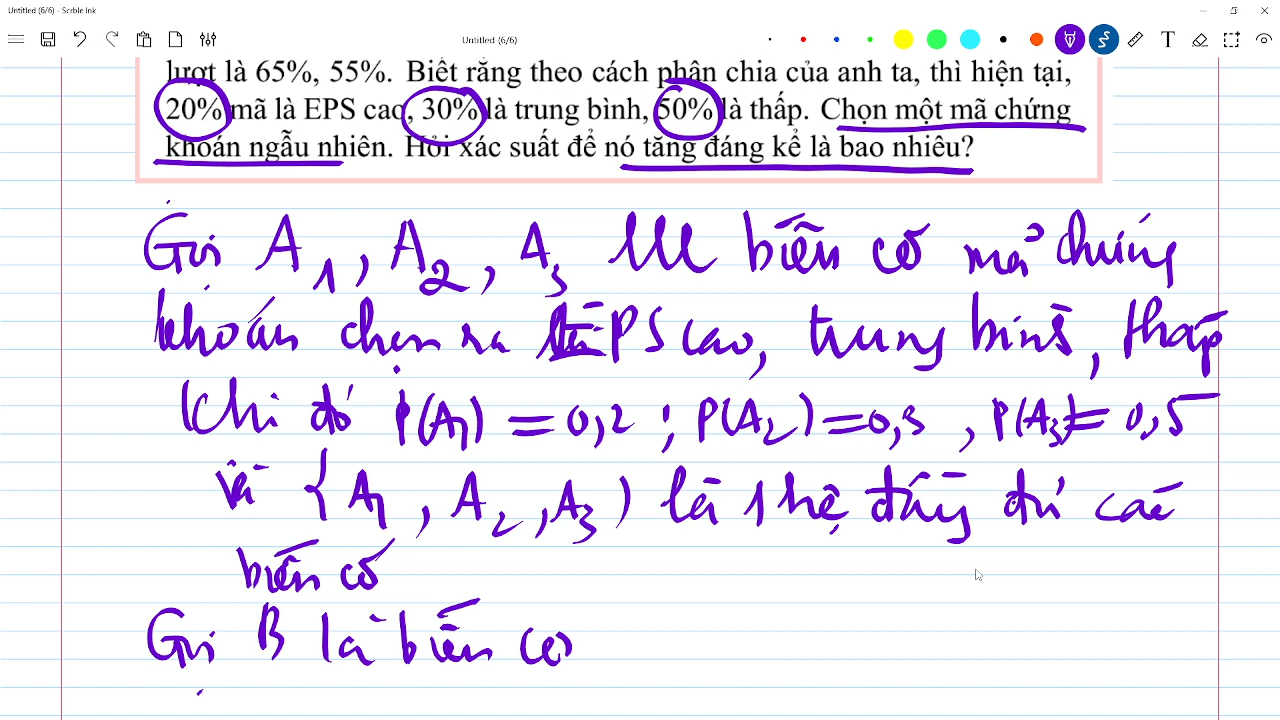 Untitled (6/6) - Scrble Ink
Untitled (6/6)
lượt là 65%, 55%. Biết rằng theo cách phân chia của anh ta, thì hiện tại,
20% mã là EPS cao, 30% là trung bình, 50% là thấp. Chọn một mã chứng
khoán ngẫu nhiên. Hỏi xác suất để nó tăng đáng kể là bao nhiêu?
Gọi A1, A2, A3 biến cố mã chứng
khoán chọn ra PS cao, trung bình, thấp
Khi đó P(A1) = 0,2 ; P(A2) = 0,3 , P(A3) = 0,5
và { A1 , A2 , A3 ) là 1 hệ đầy đủ các
biến cố
Gọi B là biến cố